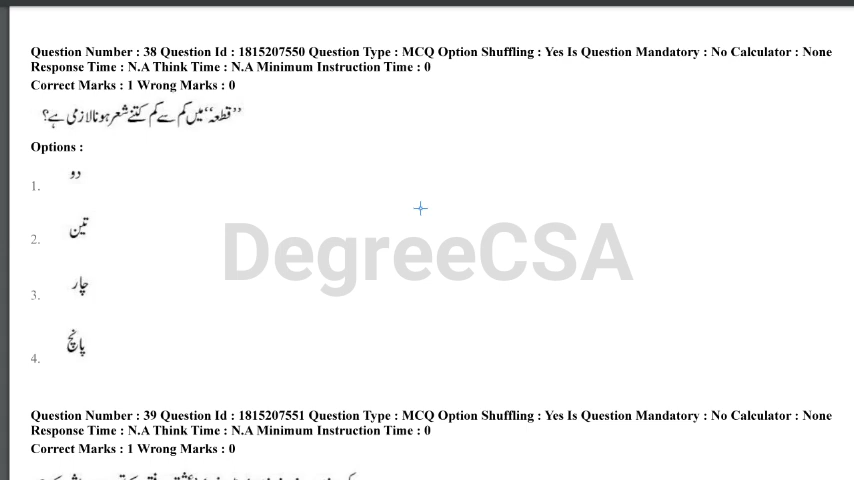 Question Number : 38 Question Id : 1815207550 Question Type : MCQ Option Shuffling : Yes Is Question Mandatory : No Calculator : None
Response Time : N.A Think Time : N.A Minimum Instruction Time : 0
Correct Marks : 1 Wrong Marks : 0
”قطعہ“ میں کم سے کم کتنے شعر ہونا لازمی ہے؟
Options :
1. دو
2. تین
DegreeCSA
3. چار
4. پانچ
Question Number : 39 Question Id : 1815207551 Question Type : MCQ Option Shuffling : Yes Is Question Mandatory : No Calculator : None
Response Time : N.A Think Time : N.A Minimum Instruction Time : 0
Correct Marks : 1 Wrong Marks : 0